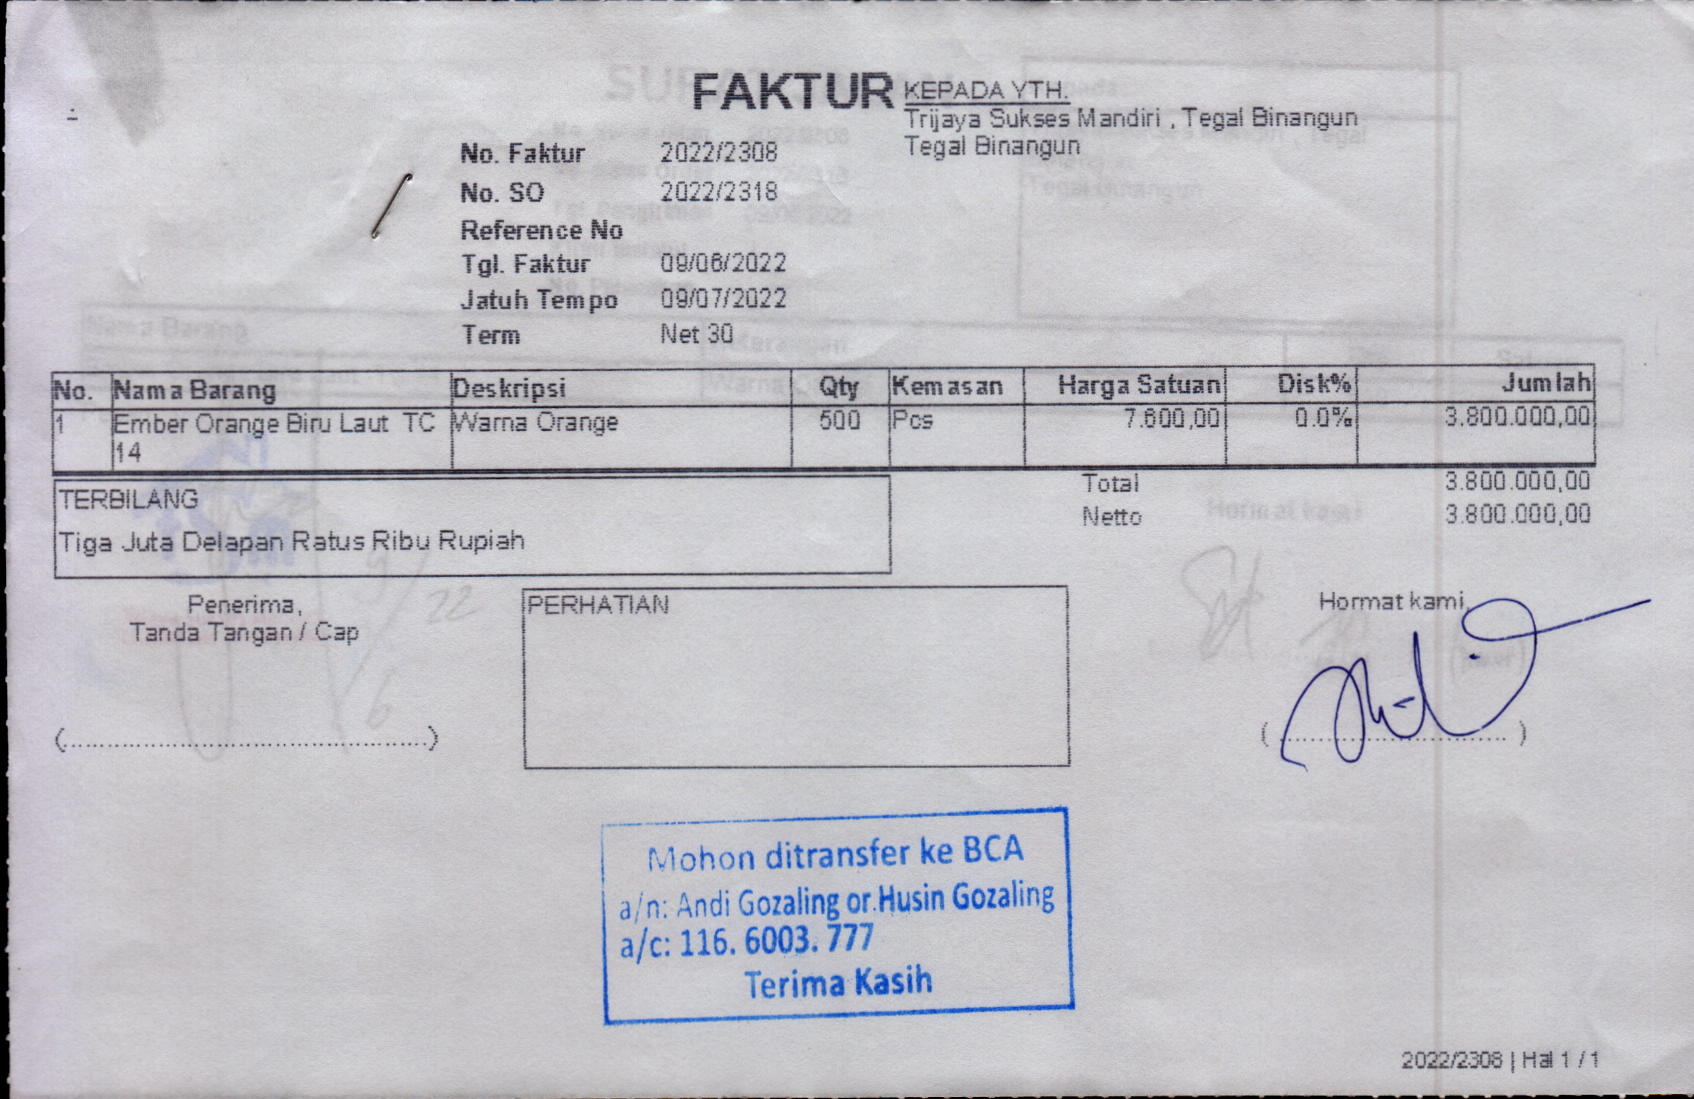 FAKTUR
KEPADA YTH.
Trijaya Sukses Mandiri , Tegal Binangun
Tegal Binangun
No. Faktur 2022/2308
No. SO 2022/2318
Reference No
Tgl. Faktur 09/06/2022
Jatuh Tempo 09/07/2022
Term Net 30
No. Nama Barang Deskripsi Qty Kemasan Harga Satuan Disk% Jumlah
1 Ember Orange Biru Laut TC 14 Warna Orange 500 Pcs 7.600,00 0.0% 3.800.000,00
Total 3.800.000,00
Netto 3.800.000,00
TERBILANG
Tiga Juta Delapan Ratus Ribu Rupiah
Penerima,
Tanda Tangan / Cap
PERHATIAN
Hormat kami,
Mohon ditransfer ke BCA
a/n: Andi Gozaling or.Husin Gozaling
a/c: 116. 6003. 777
Terima Kasih
2022/2308 | Hal 1 / 1